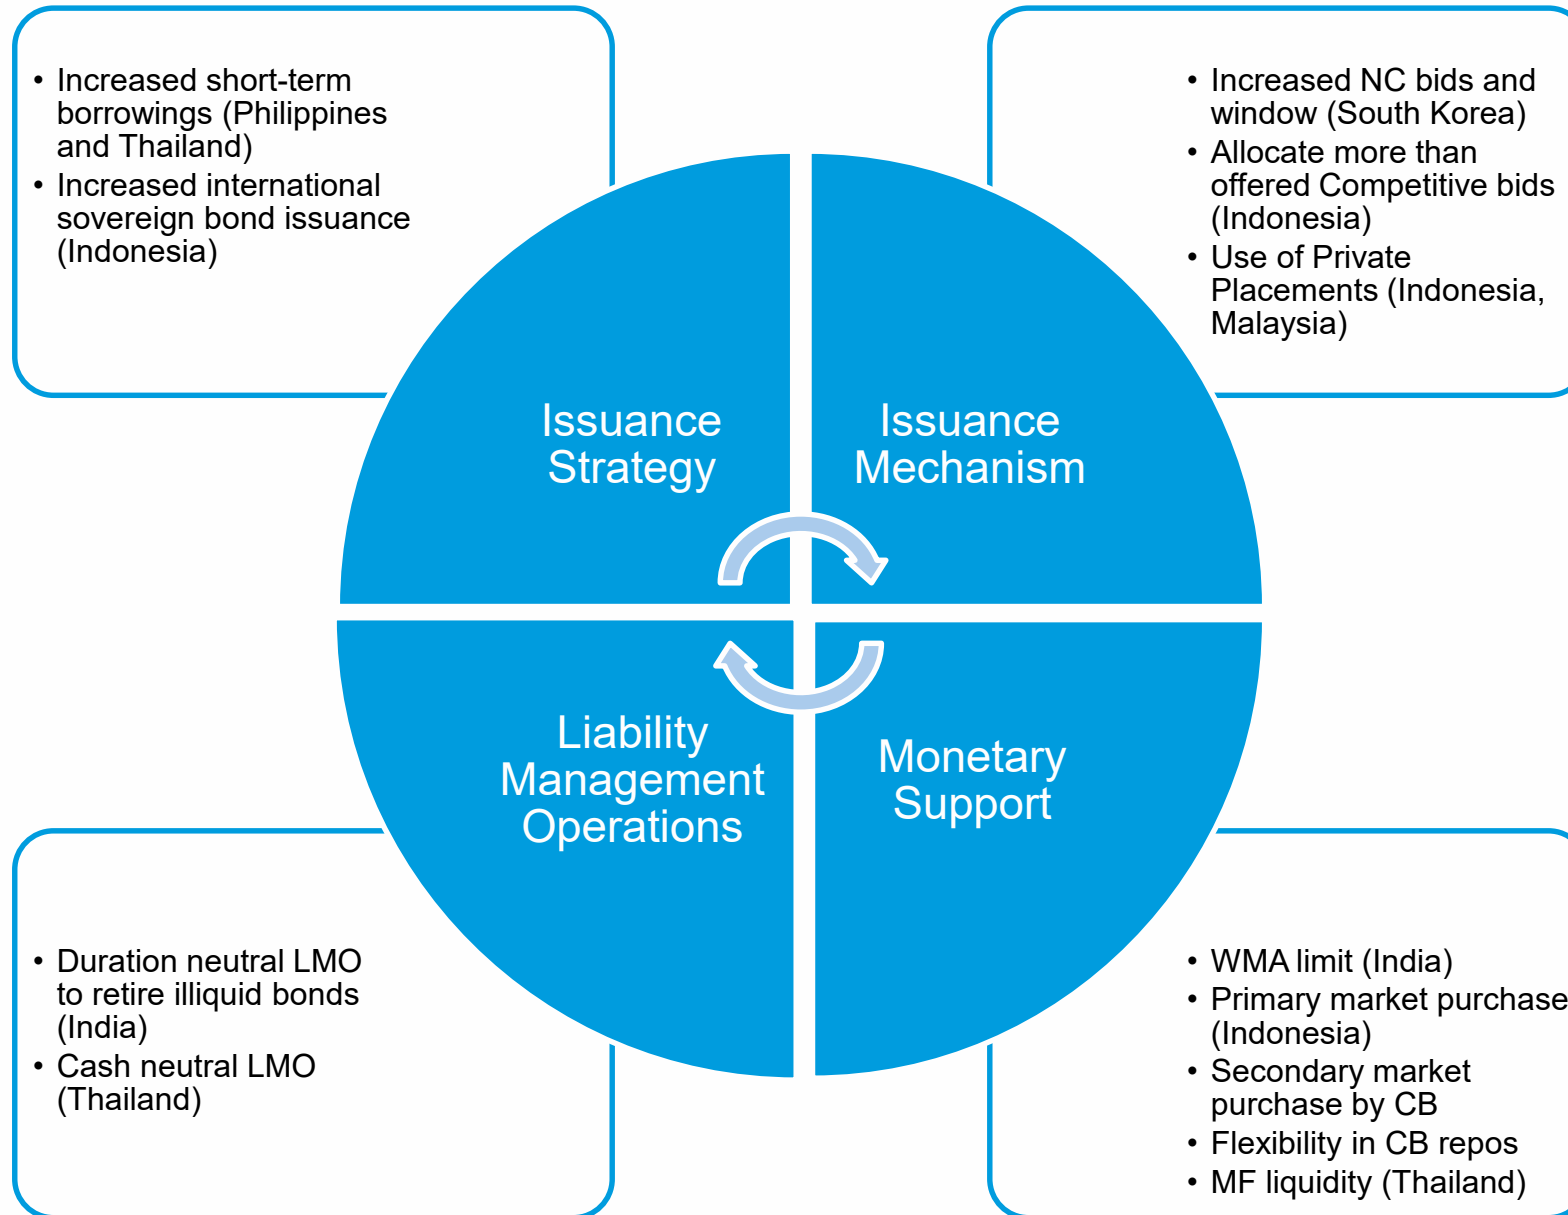 • Increased short-term
borrowings (Philippines
and Thailand)
• Increased international
sovereign bond issuance
(Indonesia)
• Increased NC bids and
window (South Korea)
• Allocate more than
offered Competitive bids
(Indonesia)
• Use of Private
Placements (Indonesia,
Malaysia)
Issuance
Strategy
Issuance
Mechanism
Liability
Management
Operations
Monetary
Support
• Duration neutral LMO
to retire illiquid bonds
(India)
• Cash neutral LMO
(Thailand)
• WMA limit (India)
• Primary market purchase
(Indonesia)
• Secondary market
purchase by CB
• Flexibility in CB repos
• MF liquidity (Thailand)